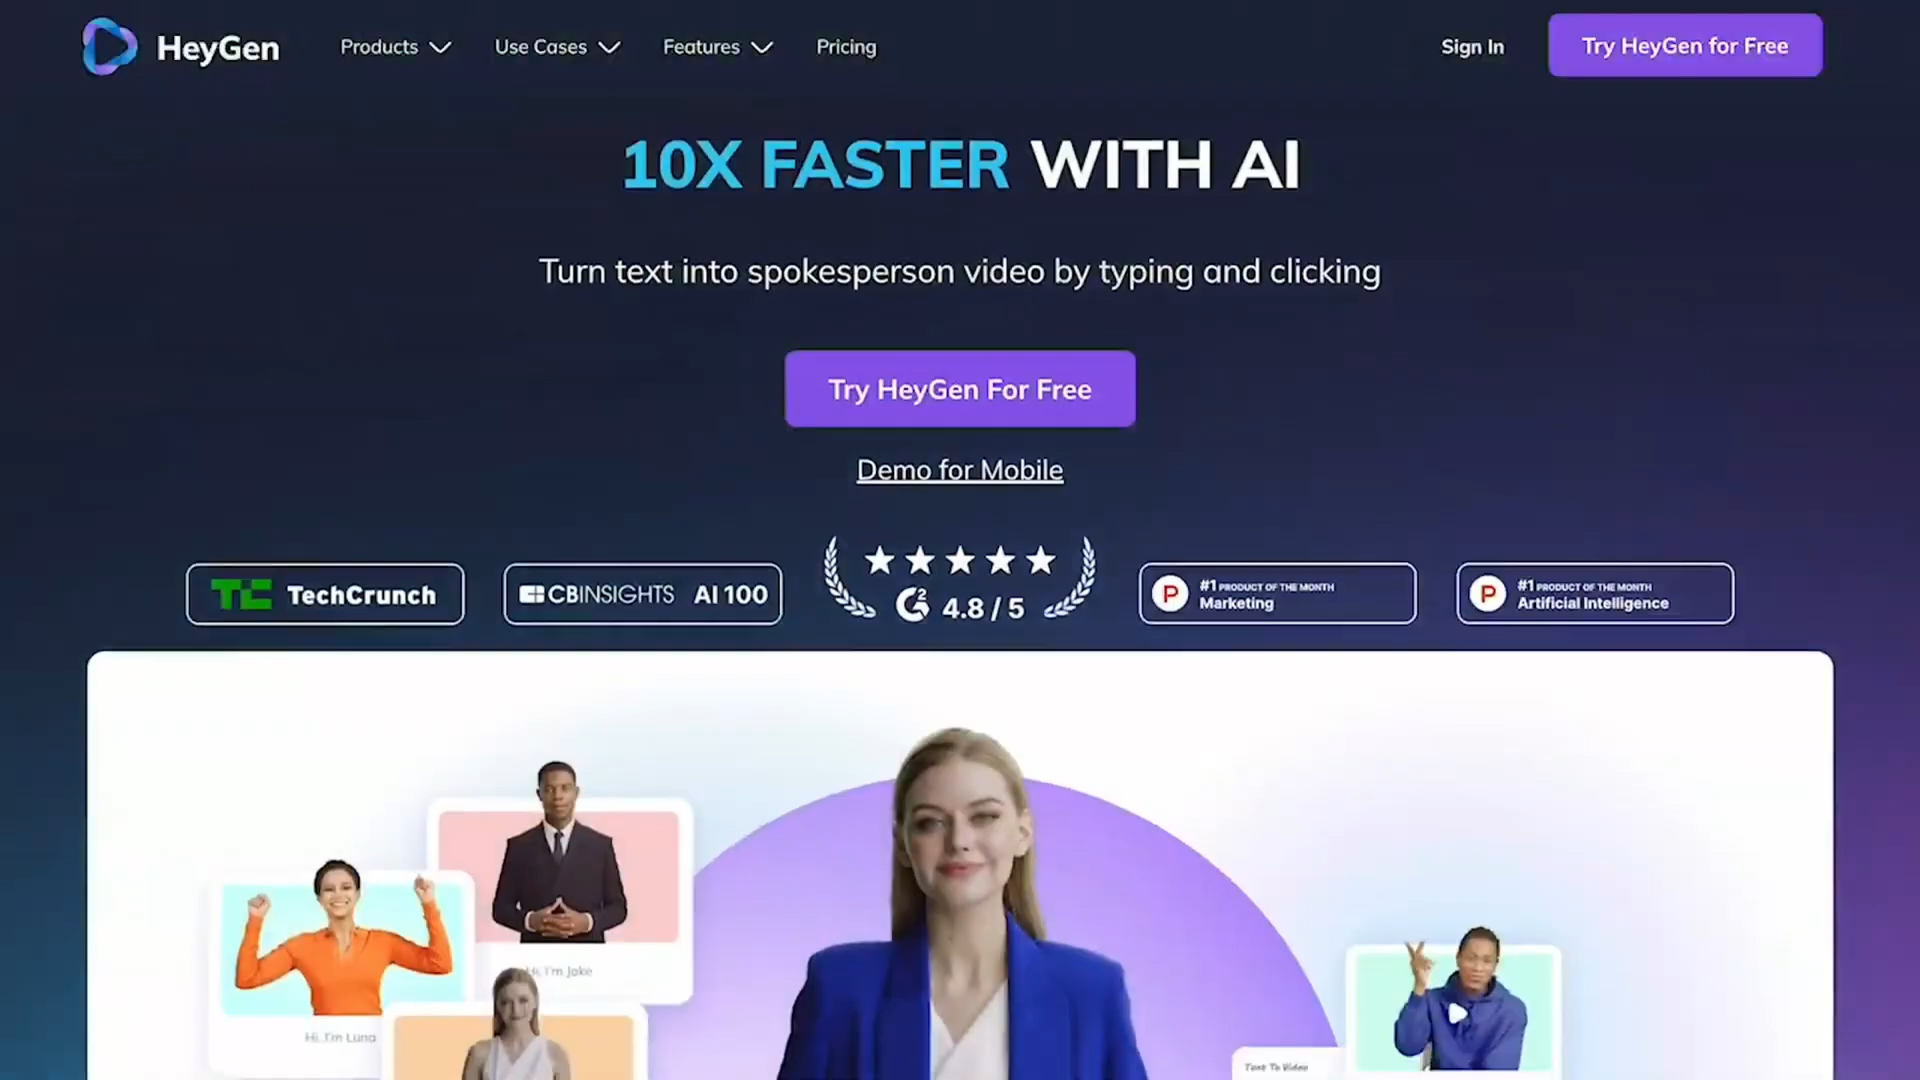 HeyGen
Products
Use Cases
Features
Pricing
Sign In
Try HeyGen for Free
10X FASTER WITH AI
Turn text into spokesperson video by typing and clicking
Try HeyGen For Free
Demo for Mobile
TC TechCrunch
CBINSIGHTS AI 100
G2 4.8 / 5
P #1 PRODUCT OF THE MONTH
Marketing
P #1 PRODUCT OF THE MONTH
Artificial Intelligence
Hi, I'm Jake
Hi, I'm Luna
Text To Video